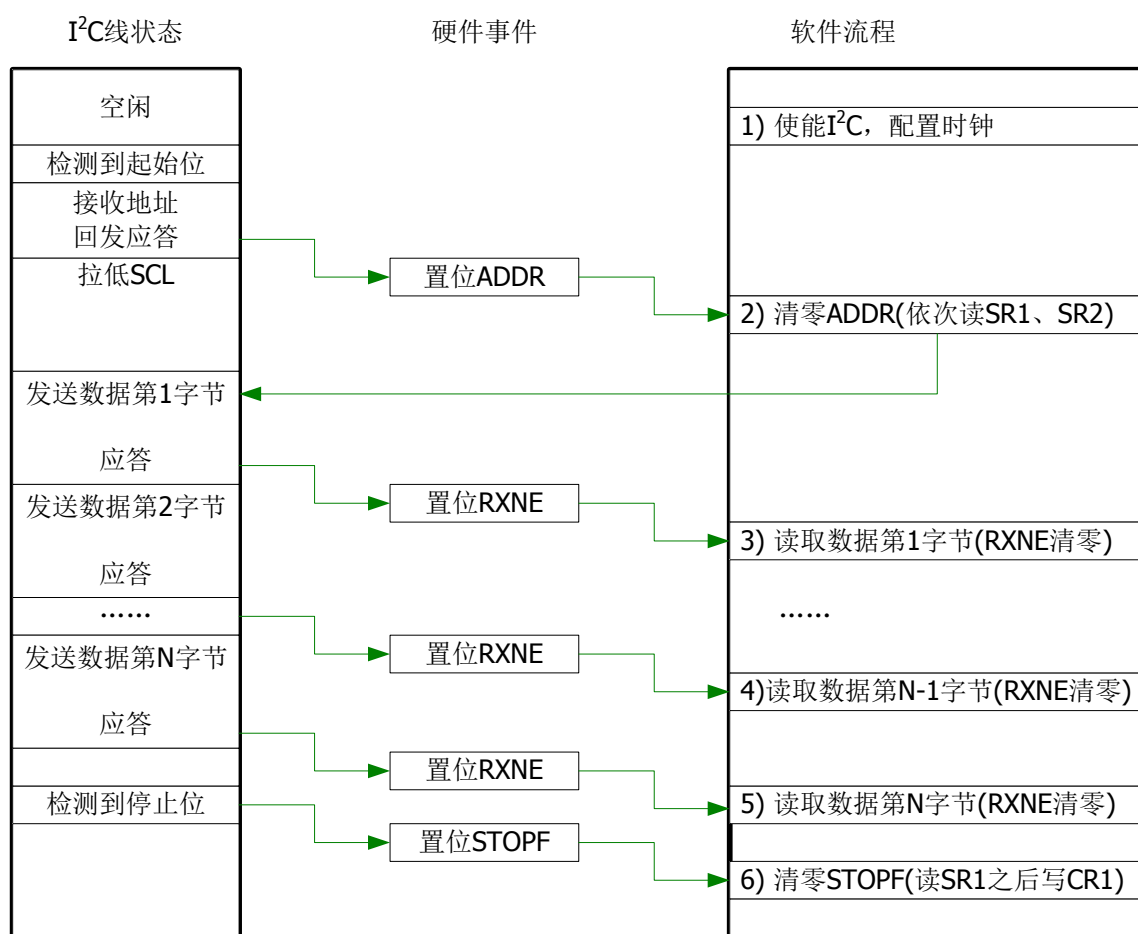 I²C线状态
硬件事件
软件流程
空闲
1) 使能I²C，配置时钟
检测到起始位
接收地址
回发应答
拉低SCL
置位ADDR
2) 清零ADDR(依次读SR1、SR2)
发送数据第1字节
应答
置位RXNE
发送数据第2字节
3) 读取数据第1字节(RXNE清零)
应答
……
……
置位RXNE
发送数据第N字节
4)读取数据第N-1字节(RXNE清零)
应答
置位RXNE
检测到停止位
5) 读取数据第N字节(RXNE清零)
置位STOPF
6) 清零STOPF(读SR1之后写CR1)